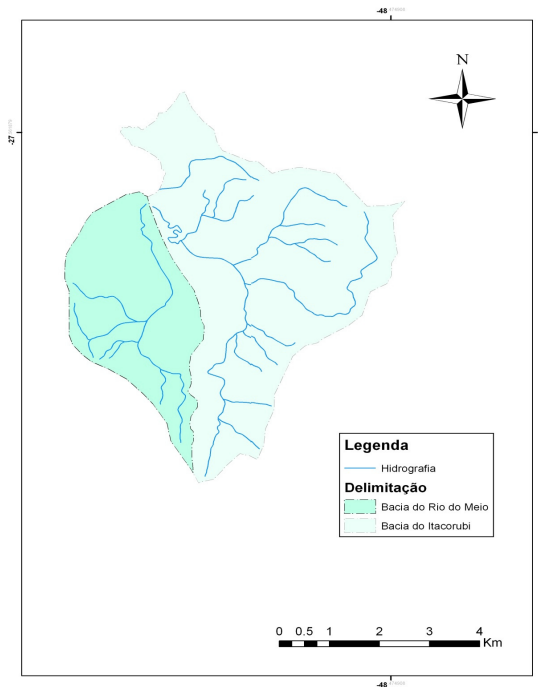 -48
N
-27
Legenda
Hidrografia
Delimitação
Bacia do Rio do Meio
Bacia do Itacorubi
0 0.5 1 2 3 4
Km
-48